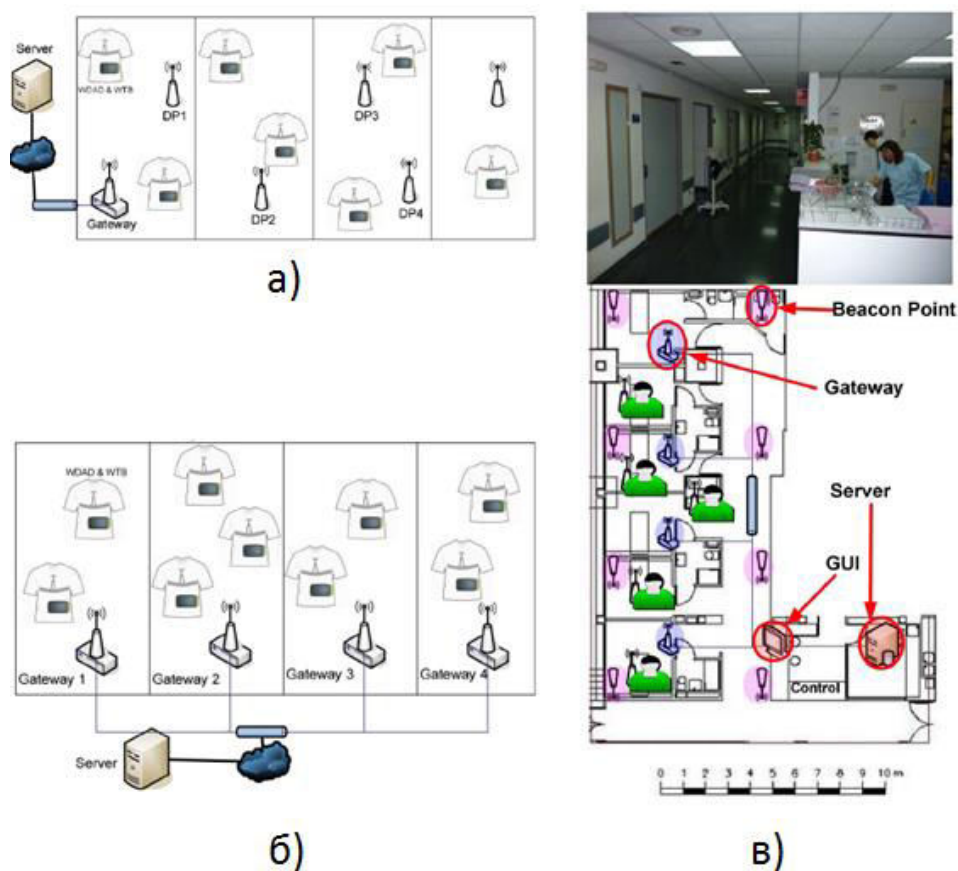 Server
WDAD & WTB
DP1
DP3
DP2
DP4
Gateway
а)
WDAD & WTB
Gateway 1
Gateway 2
Gateway 3
Gateway 4
Server
б)
Beacon Point
Gateway
Server
GUI
Control
0 1 2 3 4 5 6 7 8 9 10 m
в)